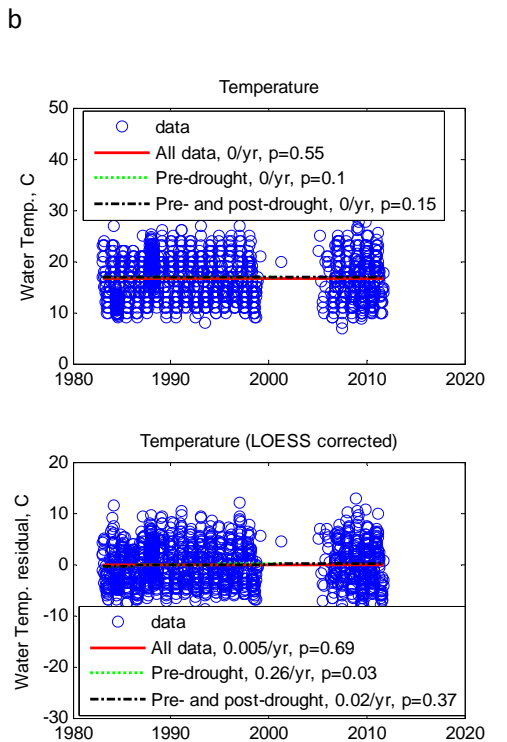 b
Temperature
50
40
30
20
10
0
Water Temp., C
data
All data, 0/yr, p=0.55
Pre-drought, 0/yr, p=0.1
Pre- and post-drought, 0/yr, p=0.15
1980 1990 2000 2010 2020
Temperature (LOESS corrected)
20
10
0
-10
-20
-30
Water Temp. residual, C
data
All data, 0.005/yr, p=0.69
Pre-drought, 0.26/yr, p=0.03
Pre- and post-drought, 0.02/yr, p=0.37
1980 1990 2000 2010 2020